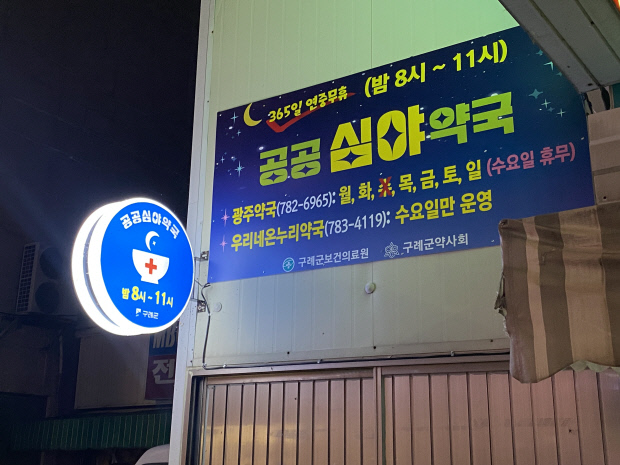 365일 연중무휴 (밤 8시 ~ 11시)
공공 심야약국
광주약국(782-6965): 월, 화, 수, 목, 금, 토, 일 (수요일 휴무)
우리네온누리약국(783-4119): 수요일만 운영
구례군보건의료원 구례군약사회
공공심야약국
밤 8시 ~ 11시
구례군